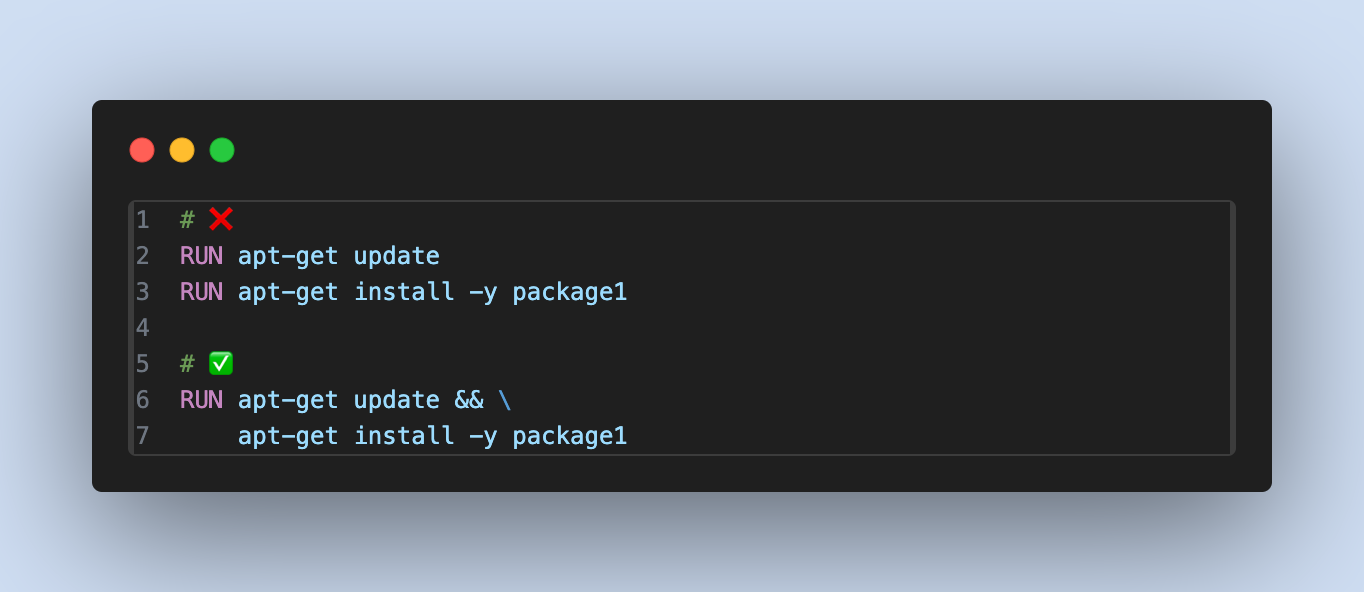 1 # ❌
2 RUN apt-get update
3 RUN apt-get install -y package1
4
5 # ✅
6 RUN apt-get update && \
7     apt-get install -y package1